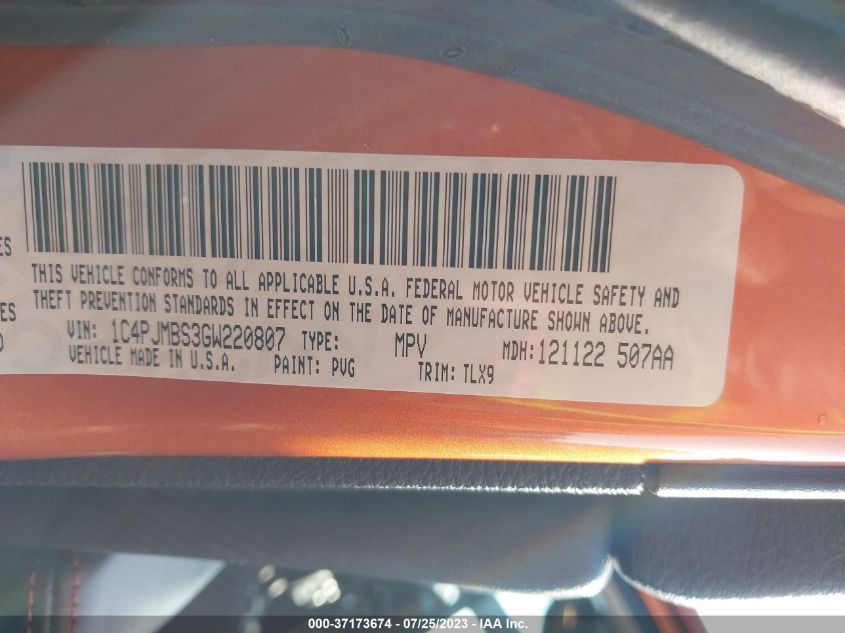 ES
THIS VEHICLE CONFORMS TO ALL APPLICABLE U.S.A. FEDERAL MOTOR VEHICLE SAFETY AND
THEFT PREVENTION STANDARDS IN EFFECT ON THE DATE OF MANUFACTURE SHOWN ABOVE.
ES
VIN: 1C4PJMBS3GW220807 TYPE: MPV MDH: 121122 507AA
VEHICLE MADE IN U.S.A. PAINT: PVG TRIM: TLX9
000-37173674 / 07/25/2023 - © IAA Inc.